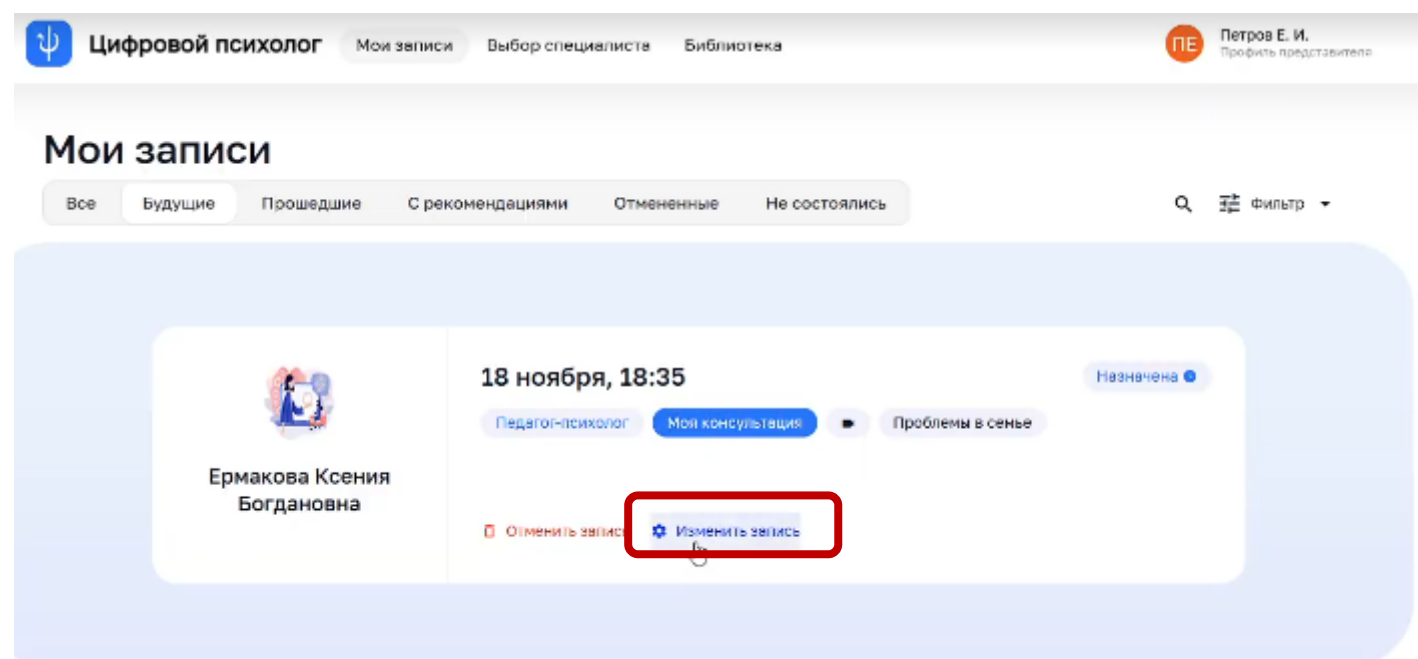 Цифровой психолог Мои записи Выбор специалиста Библиотека
Петров Е. И.
Профиль представителя
ПЕ
Мои записи
Все Будущие Прошедшие С рекомендациями Отмененные Не состоялись Фильтр
18 ноября, 18:35
Назначена
Педагог-психолог Моя консультация Проблемы в семье
Ермакова Ксения
Богдановна
Отменить запись Изменить запись